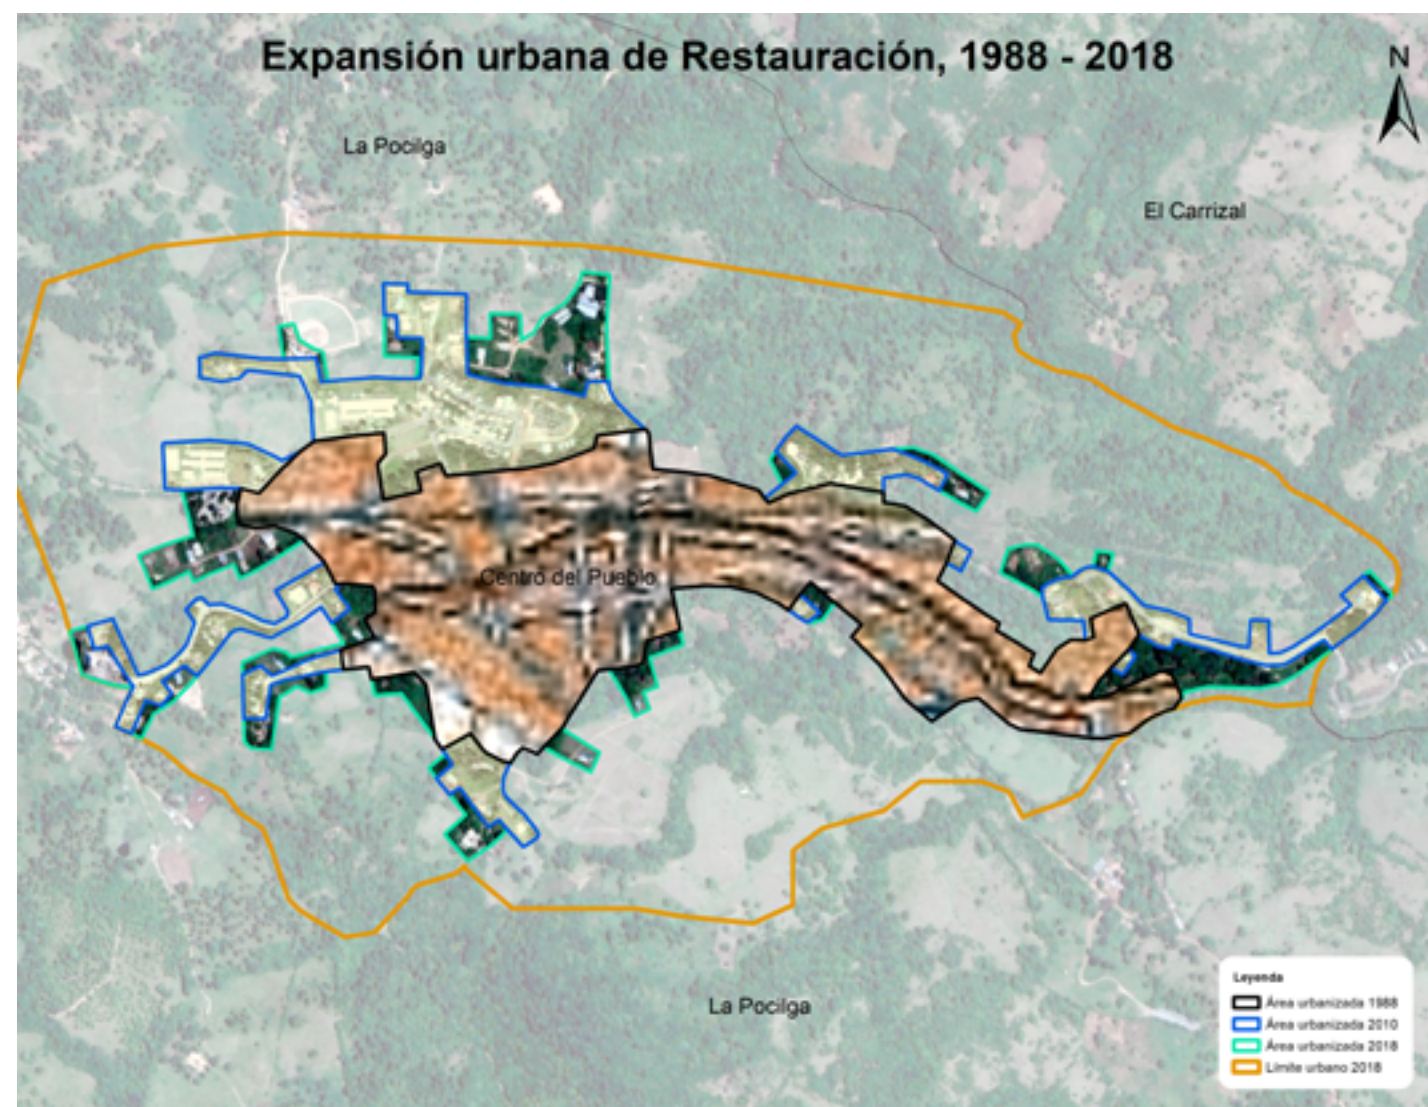 Expansión urbana de Restauración, 1988 - 2018
N
La Pocilga
El Carrizal
Centro del Pueblo
La Pocilga
Leyenda
Área urbanizada 1988
Área urbanizada 2010
Área urbanizada 2018
Límite urbano 2018